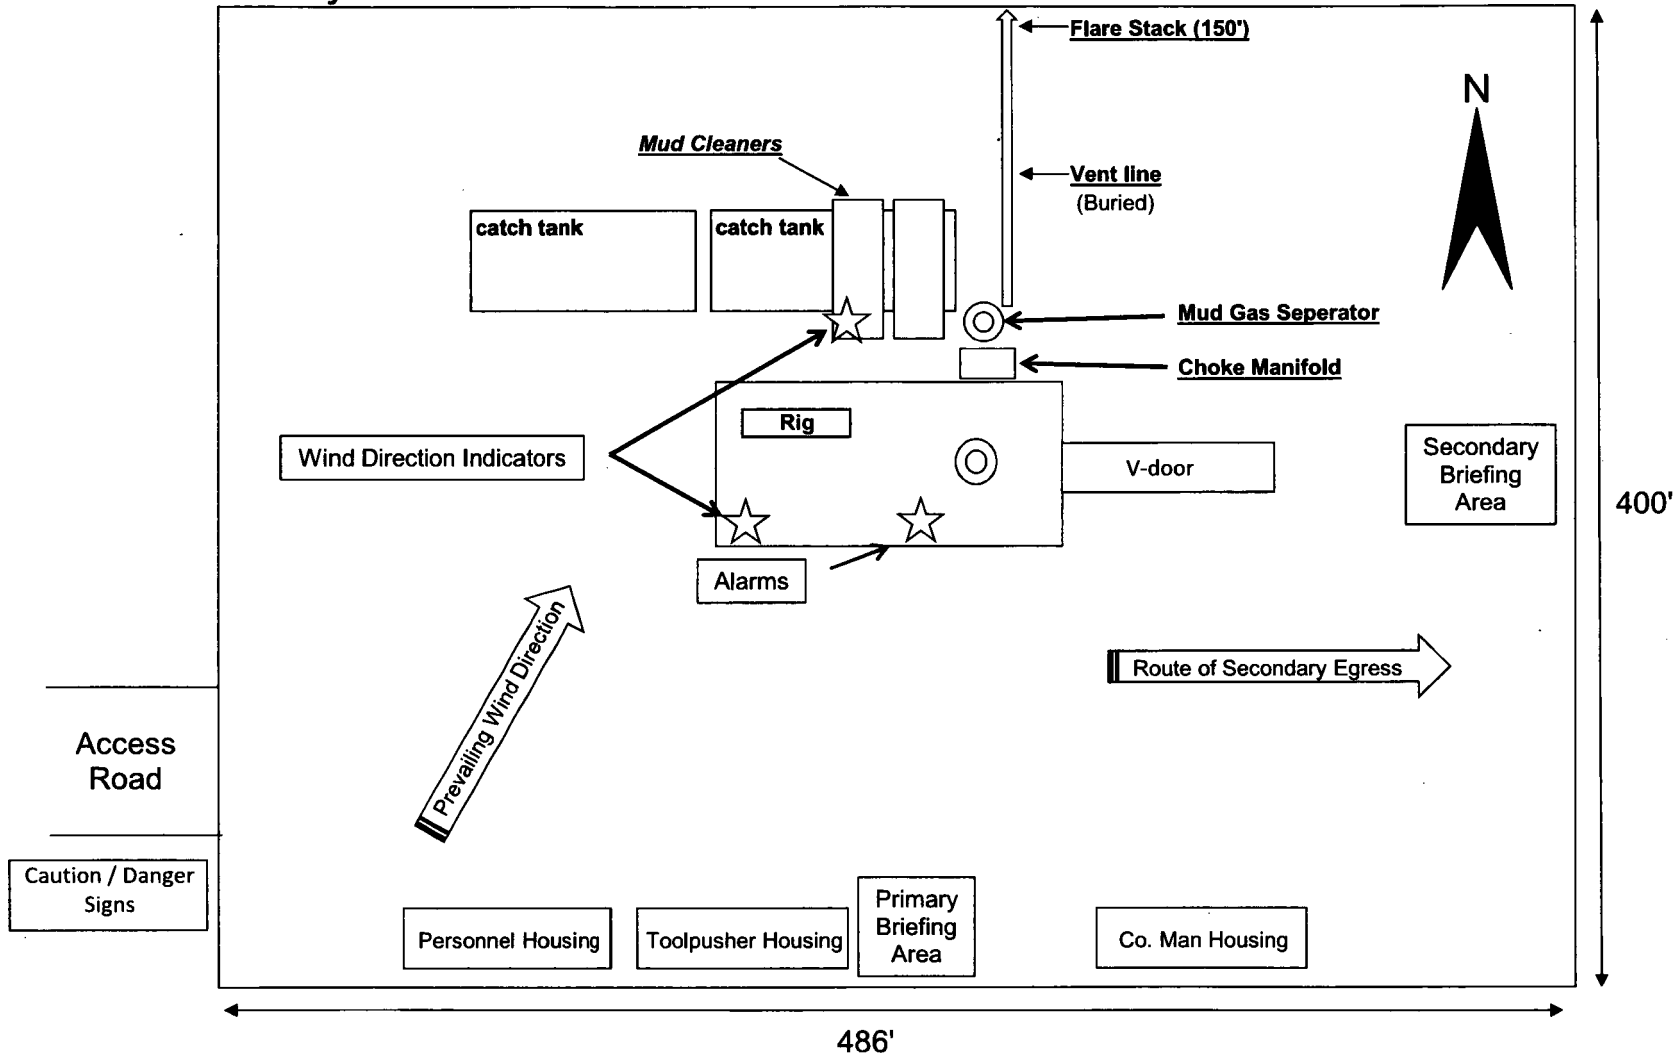 Flare Stack (150')
N
Mud Cleaners
Vent line
(Buried)
catch tank
catch tank
Mud Gas Seperator
Choke Manifold
Rig
Wind Direction Indicators
V-door
Secondary
Briefing
Area
400'
Alarms
Prevailing Wind Direction
Route of Secondary Egress
Access
Road
Caution / Danger
Signs
Personnel Housing
Toolpusher Housing
Primary
Briefing
Area
Co. Man Housing
486'